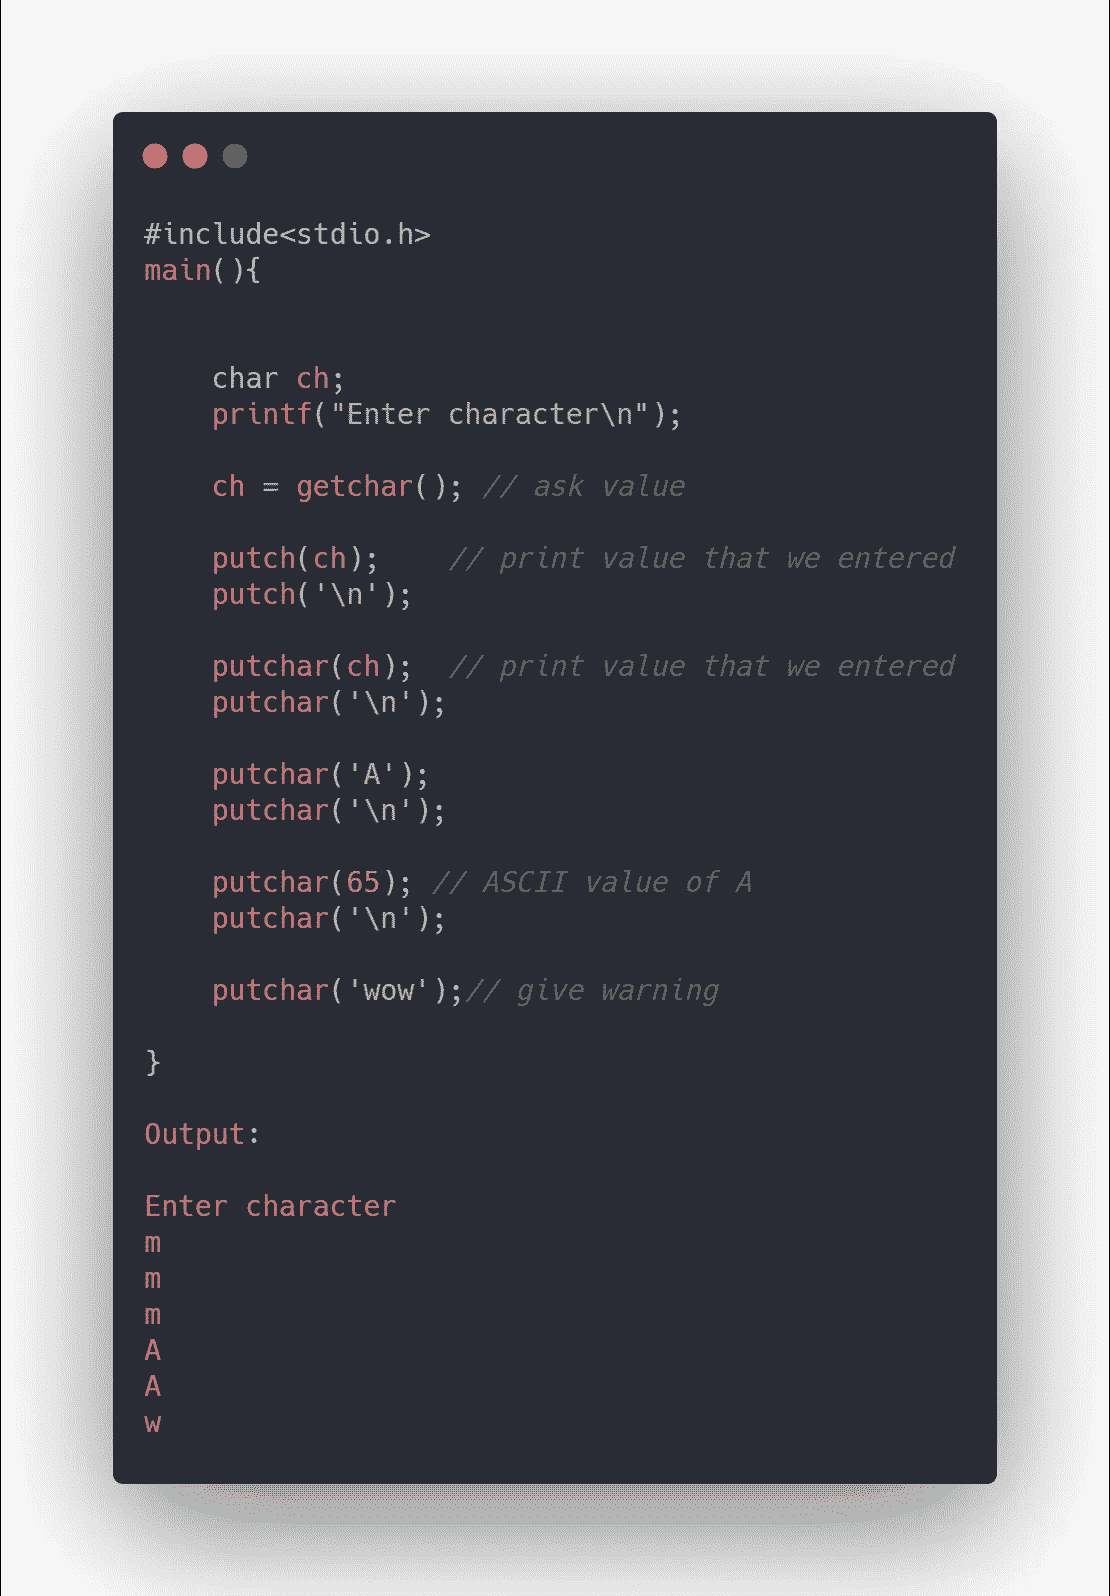 #include<stdio.h>
main(){
char ch;
printf("Enter character\n");
ch = getchar(); // ask value
putch(ch);    // print value that we entered
putch('\n');
putchar(ch);  // print value that we entered
putchar('\n');
putchar('A');
putchar('\n');
putchar(65); // ASCII value of A
putchar('\n');
putchar('wow');// give warning
}
Output:
Enter character
m
m
m
A
A
w